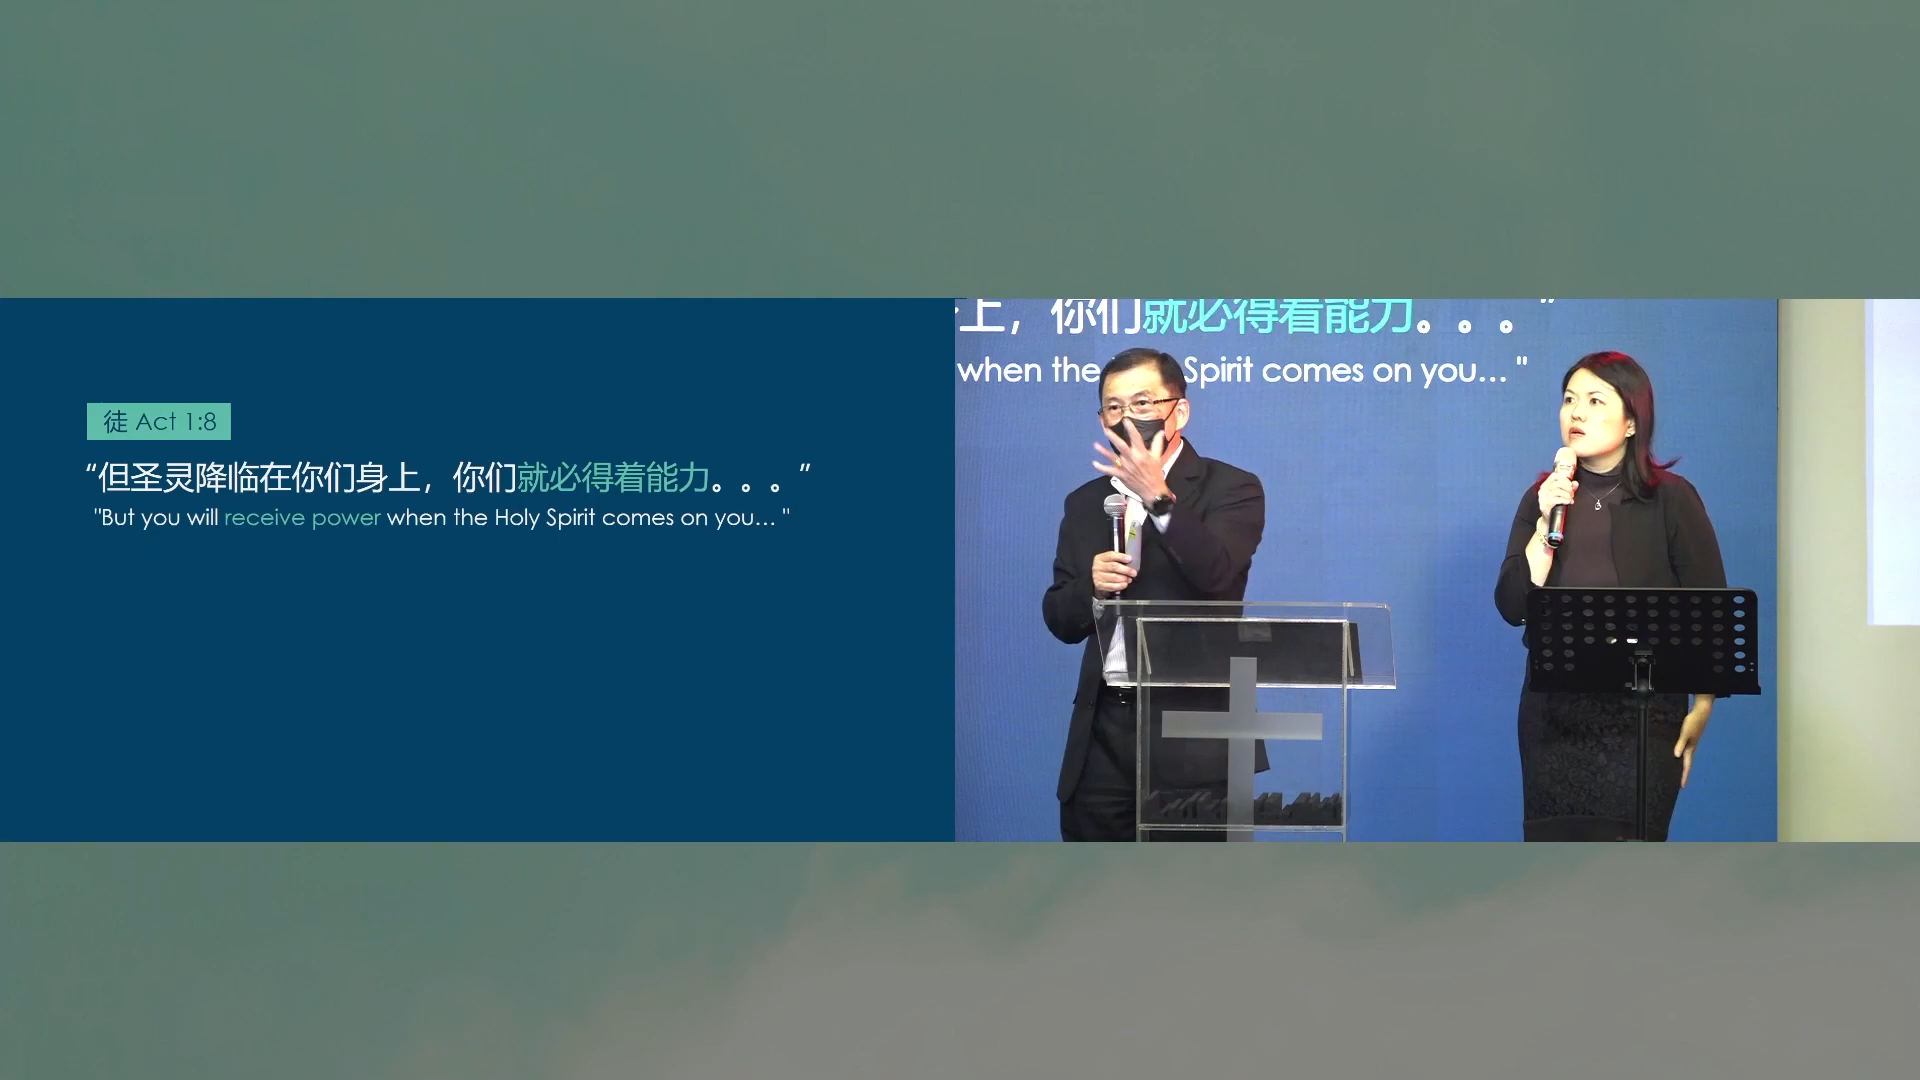 徒 Act 1:8
“但圣灵降临在你们身上，你们就必得着能力。。。”
"But you will receive power when the Holy Spirit comes on you... "
上，你们就必得着能力。。。”
when the Spirit comes on you... "